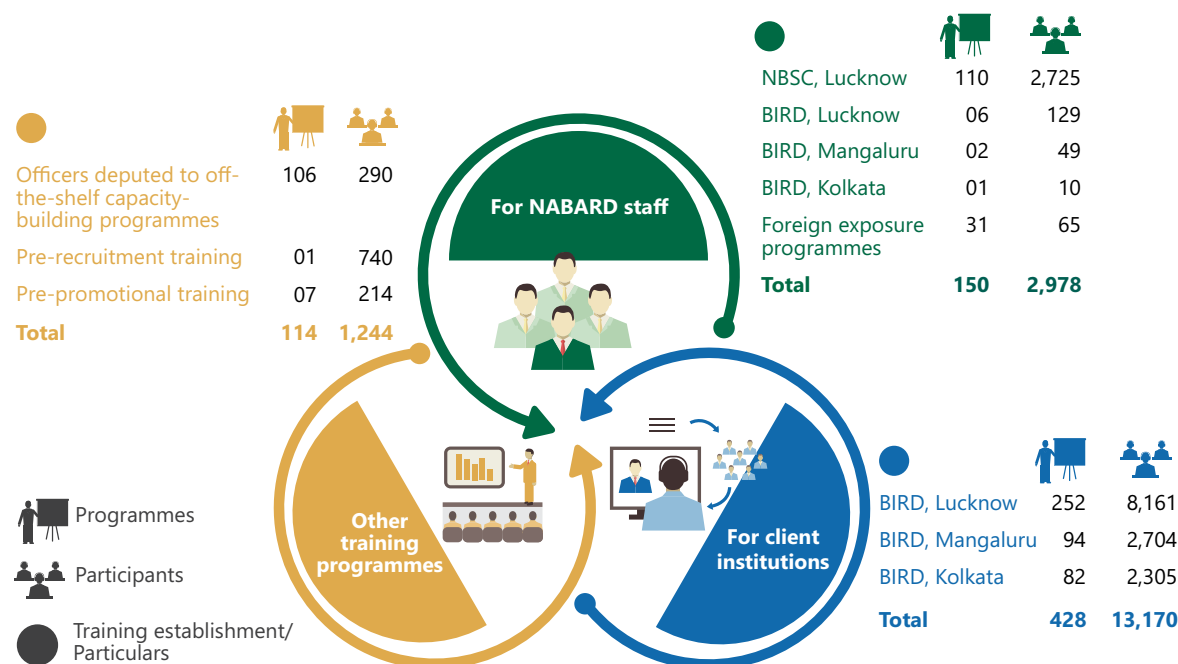 NBSC, Lucknow 110 2,725
BIRD, Lucknow 06 129
BIRD, Mangaluru 02 49
BIRD, Kolkata 01 10
Foreign exposure 31 65
programmes
Total 150 2,978
Officers deputed to off- 106 290
the-shelf capacity-
building programmes
Pre-recruitment training 01 740
Pre-promotional training 07 214
Total 114 1,244
For NABARD staff
Other
training
programmes
For client
institutions
BIRD, Lucknow 252 8,161
BIRD, Mangaluru 94 2,704
BIRD, Kolkata 82 2,305
Total 428 13,170
Programmes
Participants
Training establishment/
Particulars